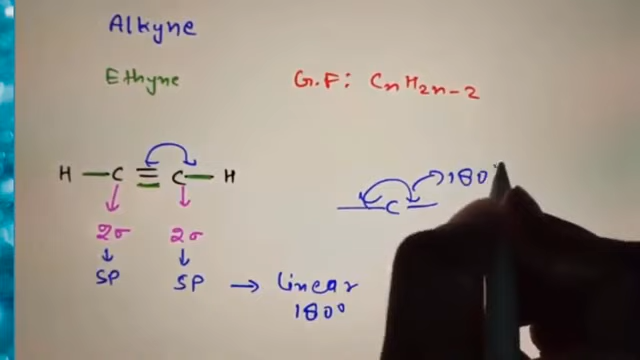 Alkyne
Ethyne
G.F: CnH2n-2
H — C ≡ C — H
2σ 2σ
SP SP → Linear
180°
C 180